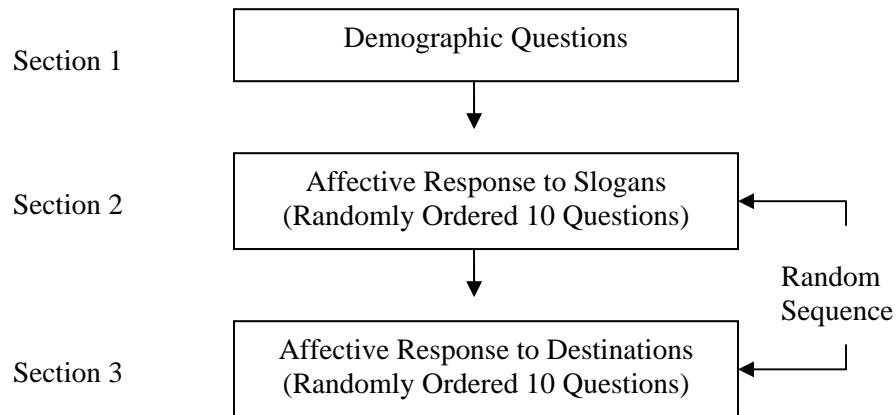 Section 1
Demographic Questions
Section 2
Affective Response to Slogans
(Randomly Ordered 10 Questions)
Random
Sequence
Section 3
Affective Response to Destinations
(Randomly Ordered 10 Questions)